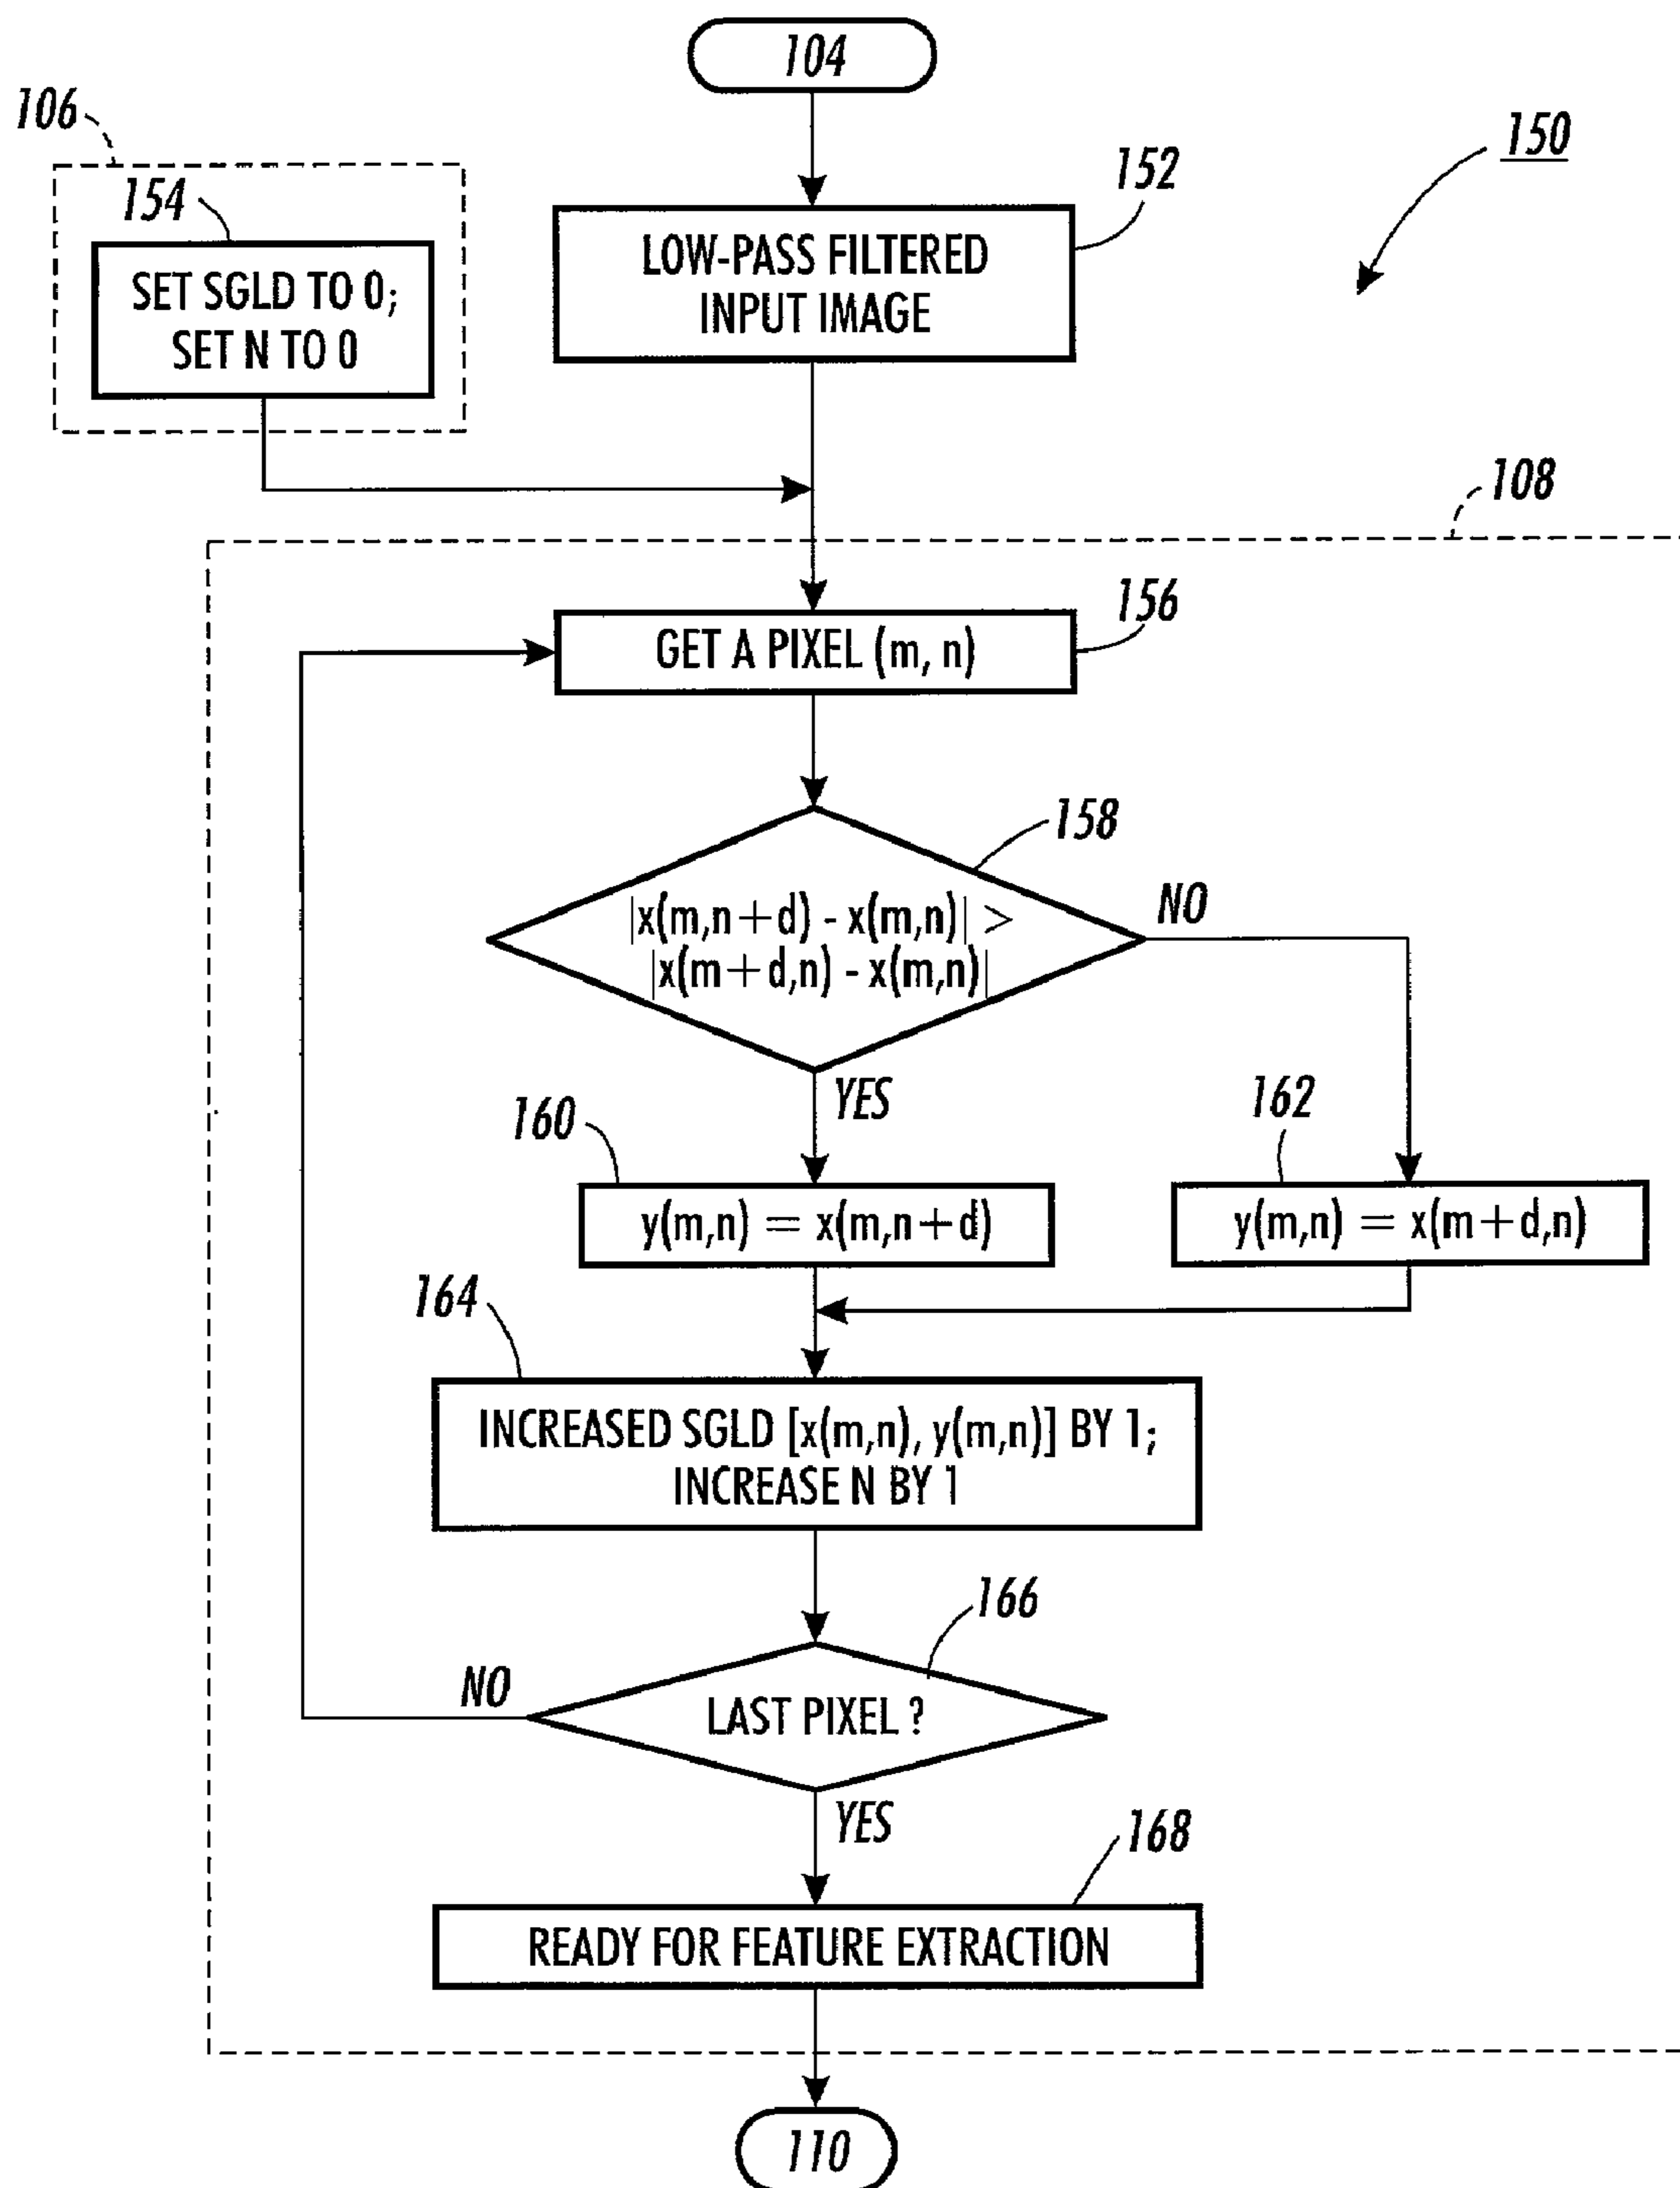 104
106
150
152
154
LOW-PASS FILTERED
INPUT IMAGE
SET SGLD TO 0;
SET N TO 0
108
156
GET A PIXEL (m, n)
158
|x(m,n+d) - x(m,n)| >
|x(m+d,n) - x(m,n)|
NO
YES
160
162
y(m,n) = x(m,n+d)
y(m,n) = x(m+d,n)
164
INCREASED SGLD [x(m,n), y(m,n)] BY 1;
INCREASE N BY 1
166
NO
LAST PIXEL ?
YES
168
READY FOR FEATURE EXTRACTION
110